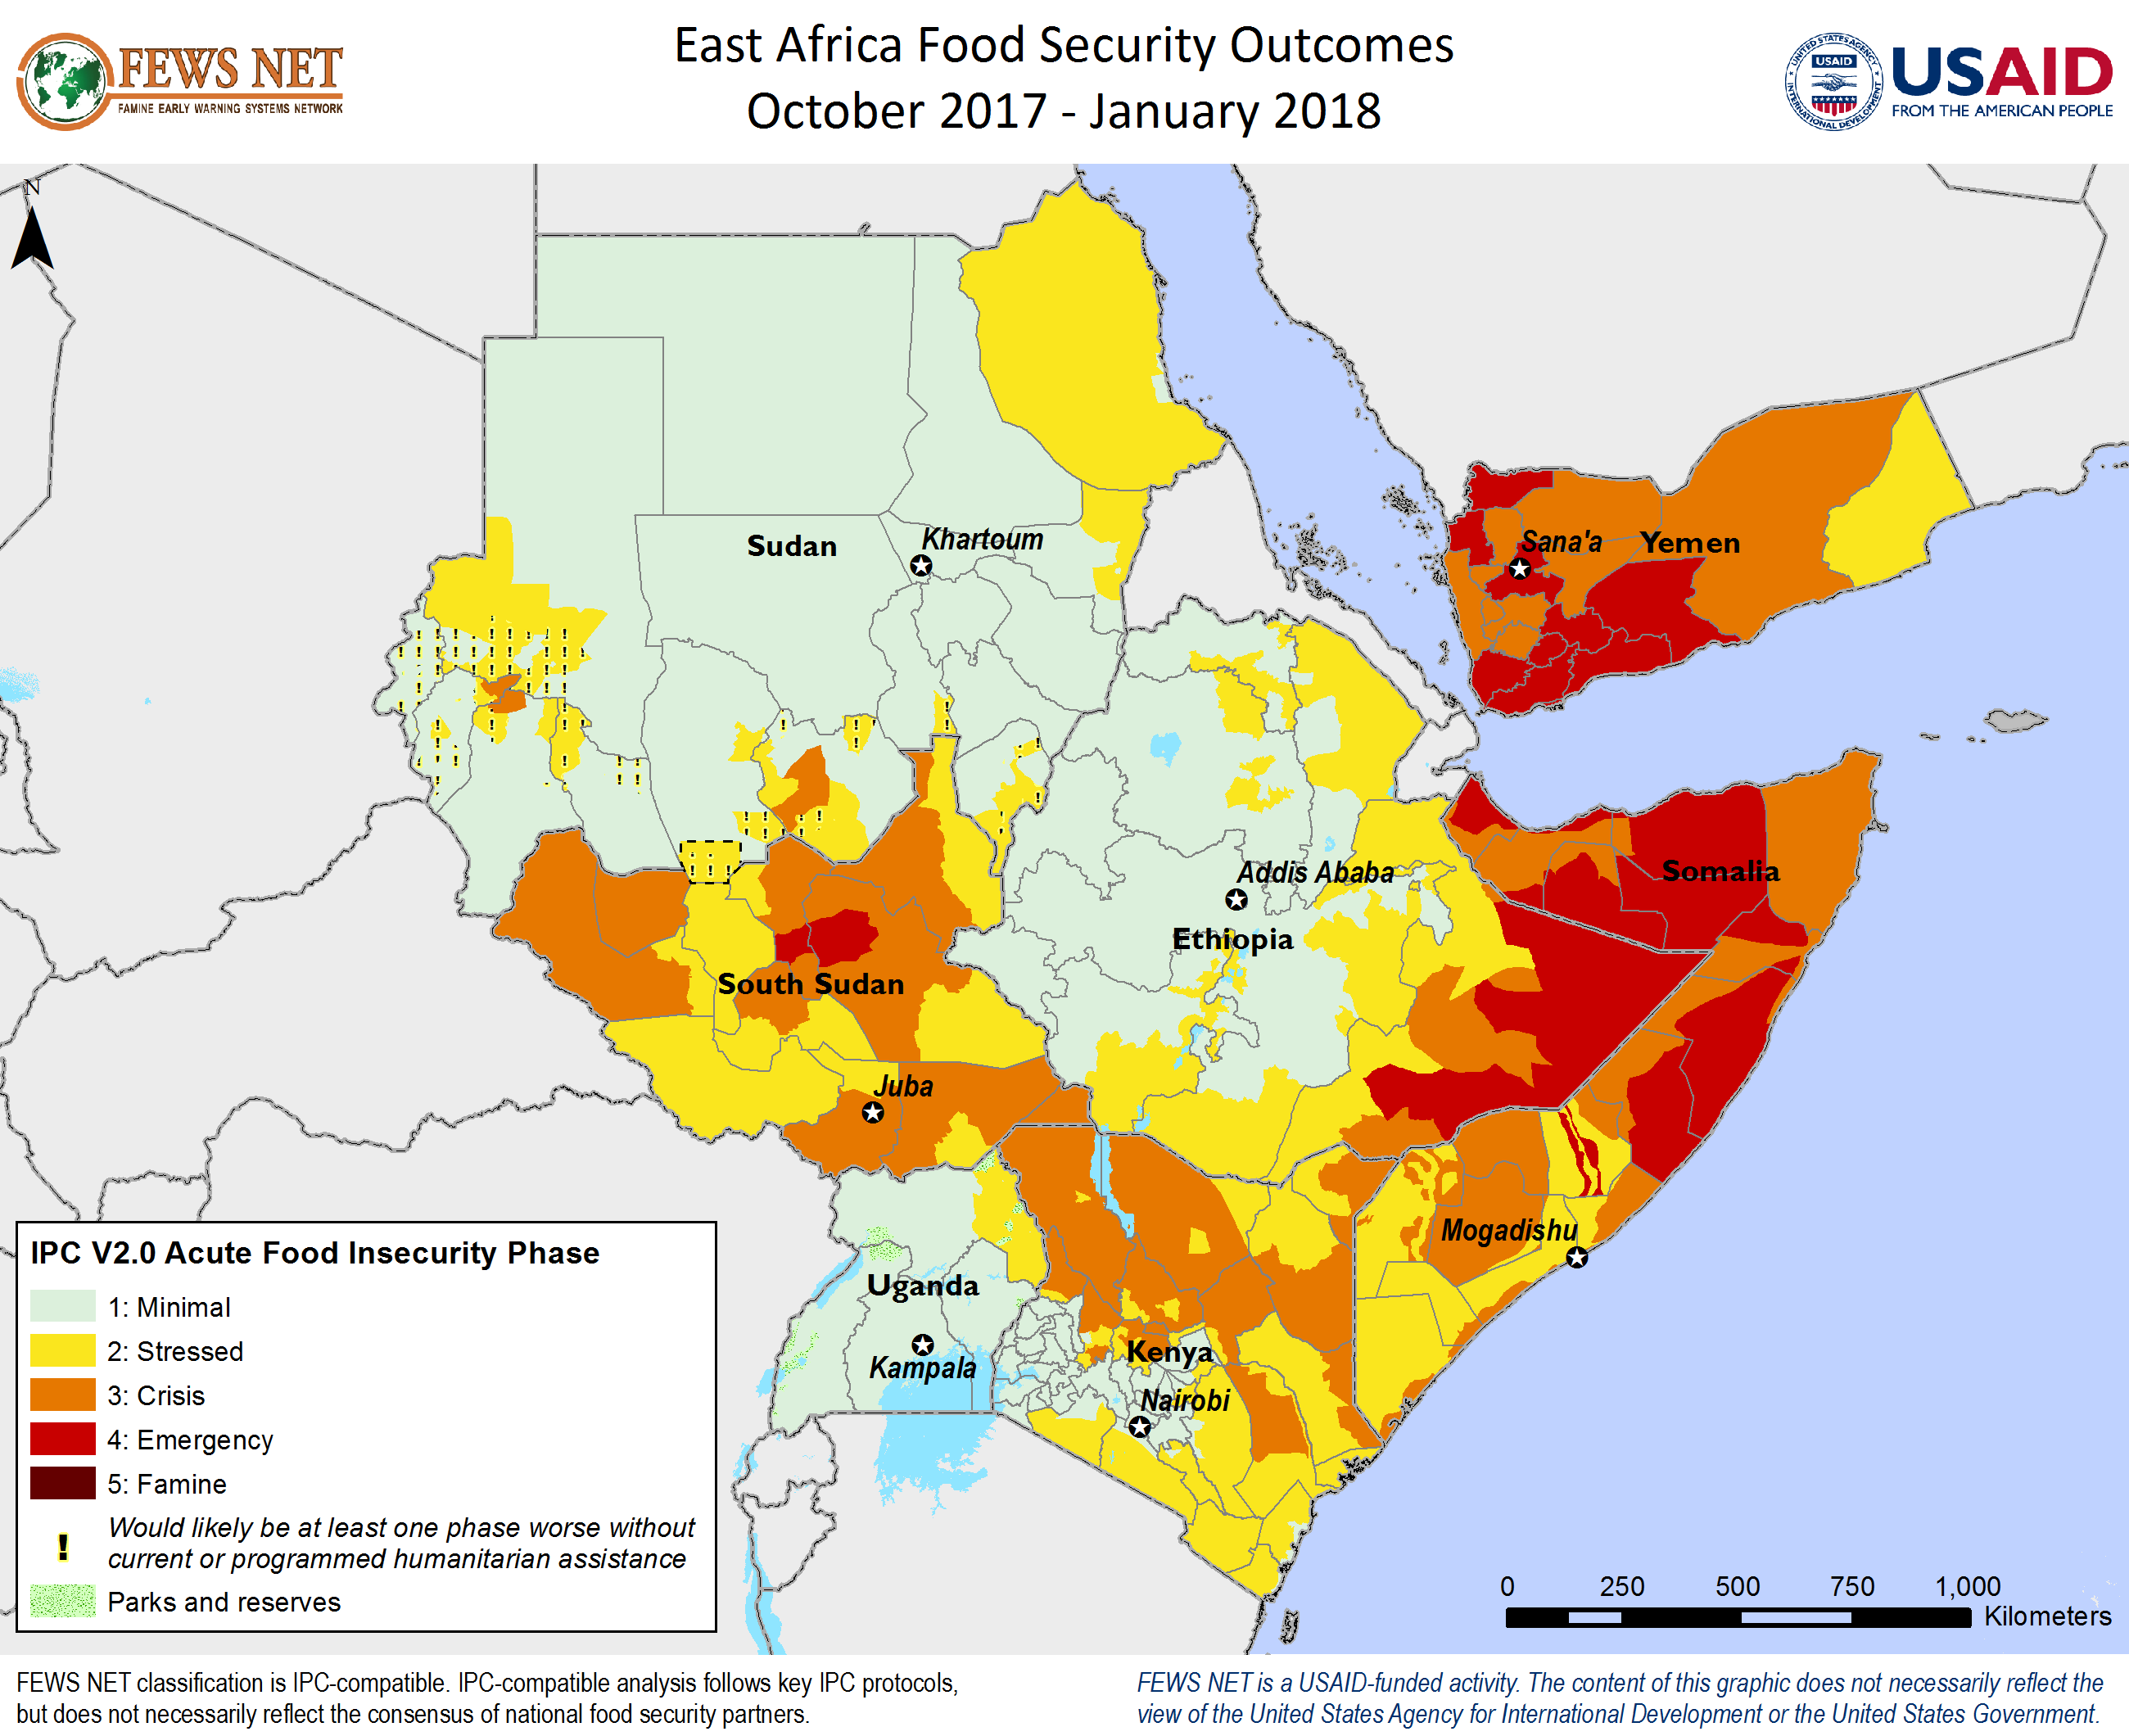 FEWS NET
FAMINE EARLY WARNING SYSTEMS NETWORK
East Africa Food Security Outcomes
October 2017 - January 2018
UNITED STATES AGENCY
INTERNATIONAL DEVELOPMENT
USAID
USAID
FROM THE AMERICAN PEOPLE
N
Sudan
Khartoum
Sana'a
Yemen
Addis Ababa
Somalia
Ethiopia
South Sudan
Juba
Mogadishu
Uganda
Kampala
Kenya
Nairobi
IPC V2.0 Acute Food Insecurity Phase
1: Minimal
2: Stressed
3: Crisis
4: Emergency
5: Famine
! Would likely be at least one phase worse without
current or programmed humanitarian assistance
Parks and reserves
0 250 500 750 1,000
Kilometers
FEWS NET classification is IPC-compatible. IPC-compatible analysis follows key IPC protocols,
but does not necessarily reflect the consensus of national food security partners.
FEWS NET is a USAID-funded activity. The content of this graphic does not necessarily reflect the
view of the United States Agency for International Development or the United States Government.